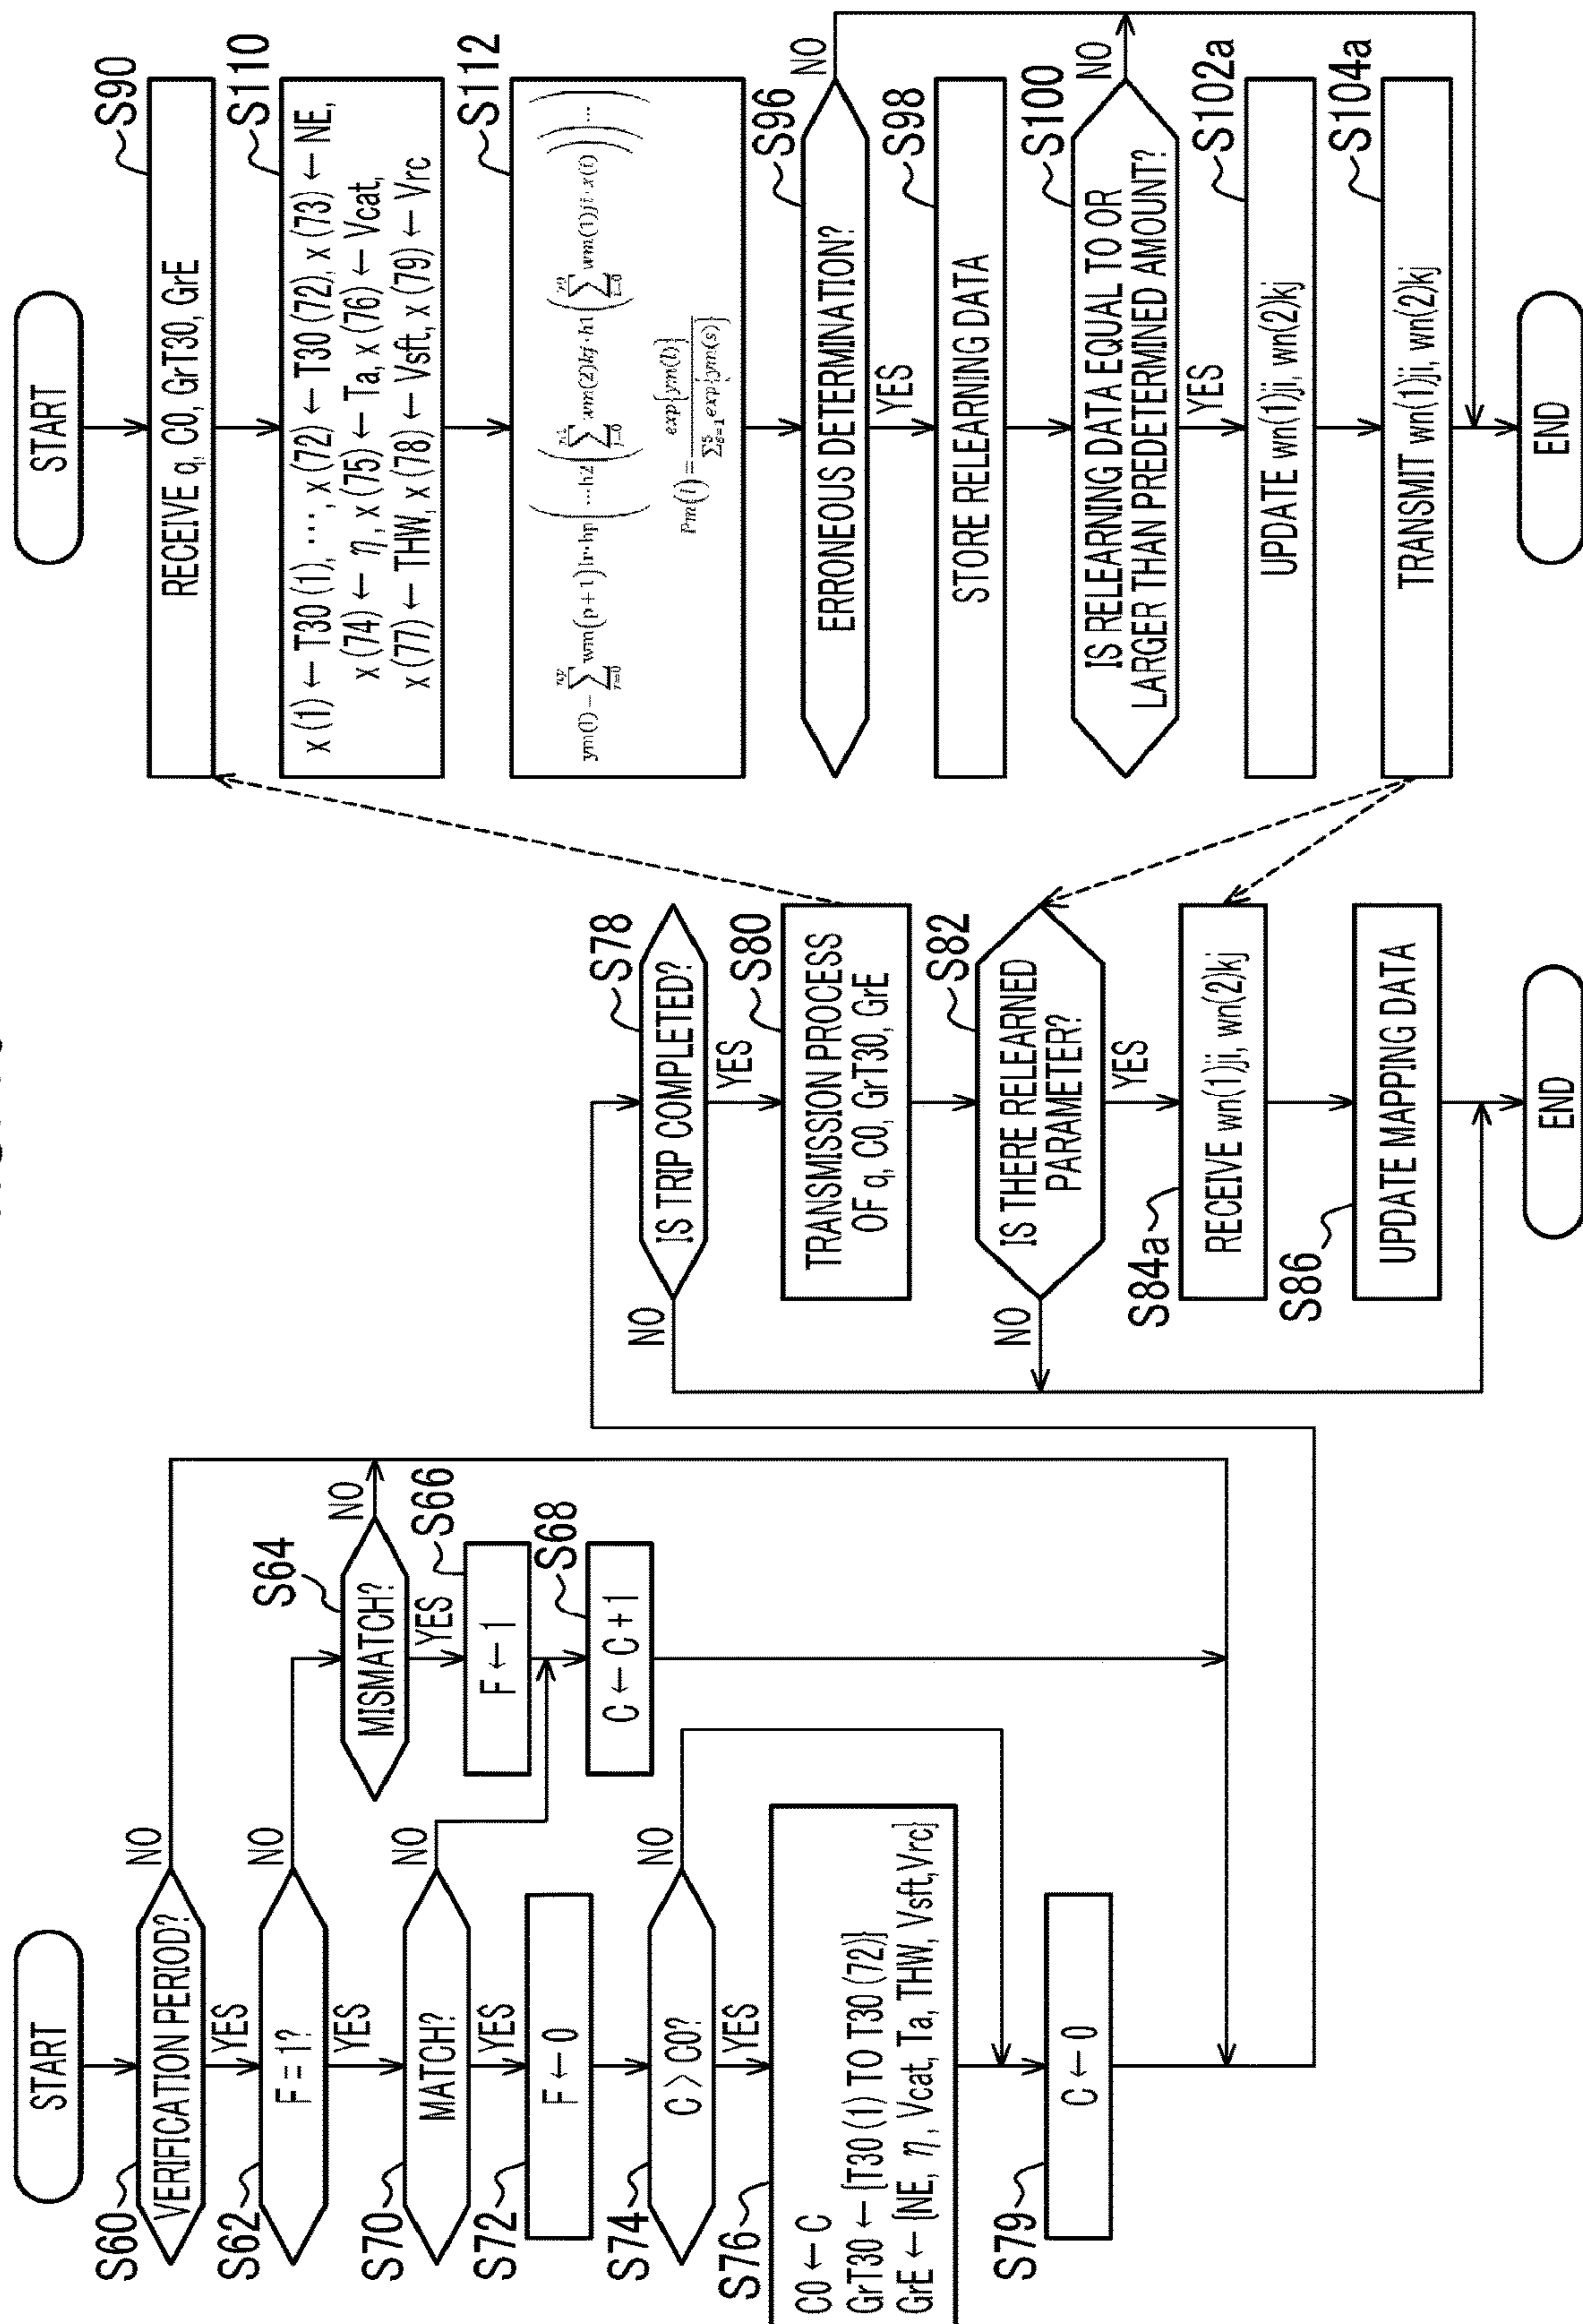 START
S60
VERIFICATION PERIOD?
NO
YES
S62
F = 1?
NO
YES
S64
MISMATCH?
NO
YES
S66
F ← 1
S68
C ← C + 1
S70
MATCH?
NO
YES
S72
F ← 0
S74
C > C0?
NO
YES
S76
C0 ← C
GrT30 ← {T30 (1) TO T30 (72)}
GrE ← {NE, η, Vcat, Ta, THW, Vsft, Vrc}
S79
C ← 0
S78
IS TRIP COMPLETED?
NO
YES
S80
TRANSMISSION PROCESS
OF q, C0, GrT30, GrE
S82
IS THERE RELEARNED
PARAMETER?
NO
YES
S84a
RECEIVE wn(1)ji, wn(2)kj
S86
UPDATE MAPPING DATA
END
START
S90
RECEIVE q, C0, GrT30, GrE
S110
x (1) ← T30 (1), ···, x (72) ← T30 (72), x (73) ← NE,
x (74) ← η, x (75) ← Ta, x (76) ← Vcat,
x (77) ← THW, x (78) ← Vsft, x (79) ← Vrc
S112
Pm(l) = exp{ym(l)} / Σ⁵s=1 exp{ym(s)}
S96
ERRONEOUS DETERMINATION?
NO
YES
S98
STORE RELEARNING DATA
S100
IS RELEARNING DATA EQUAL TO OR
LARGER THAN PREDETERMINED AMOUNT?
NO
YES
S102a
UPDATE wn(1)ji, wn(2)kj
S104a
TRANSMIT wn(1)ji, wn(2)kj
END